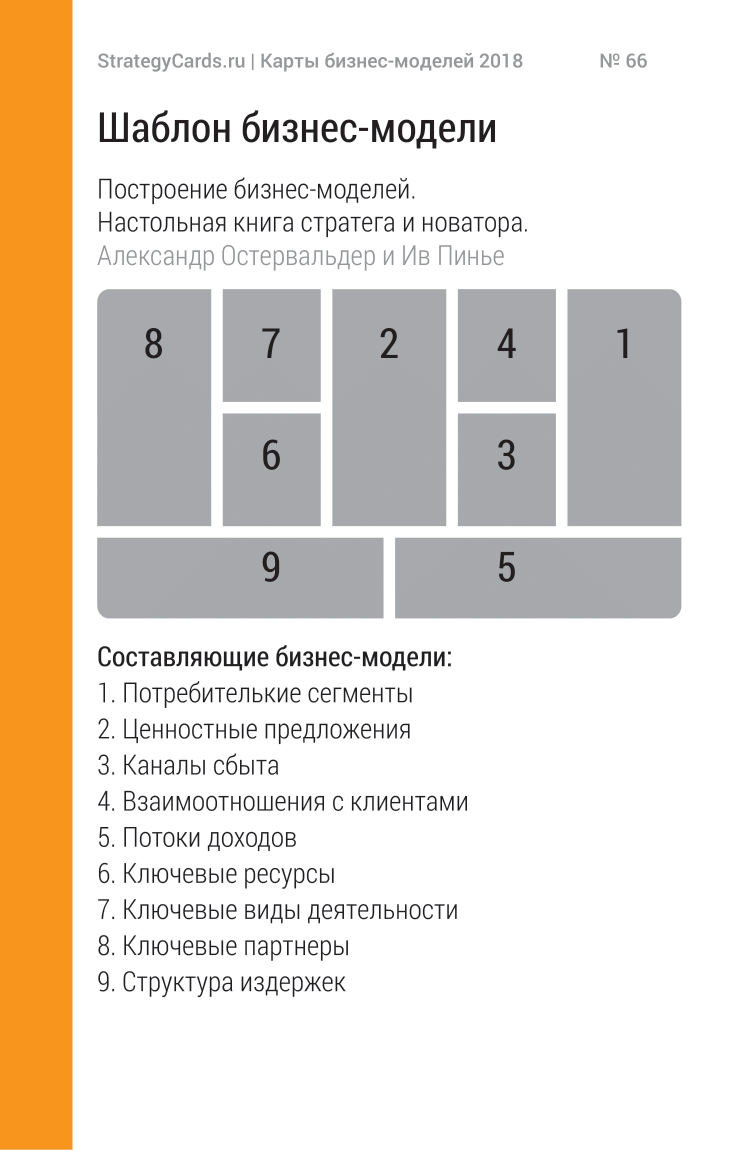 StrategyCards.ru | Карты бизнес-моделей 2018 № 66
Шаблон бизнес-модели
Построение бизнес-моделей.
Настольная книга стратега и новатора.
Александр Остервальдер и Ив Пинье
8 7 2 4 1
6 3
9 5
Составляющие бизнес-модели:
1. Потребителькие сегменты
2. Ценностные предложения
3. Каналы сбыта
4. Взаимоотношения с клиентами
5. Потоки доходов
6. Ключевые ресурсы
7. Ключевые виды деятельности
8. Ключевые партнеры
9. Структура издержек